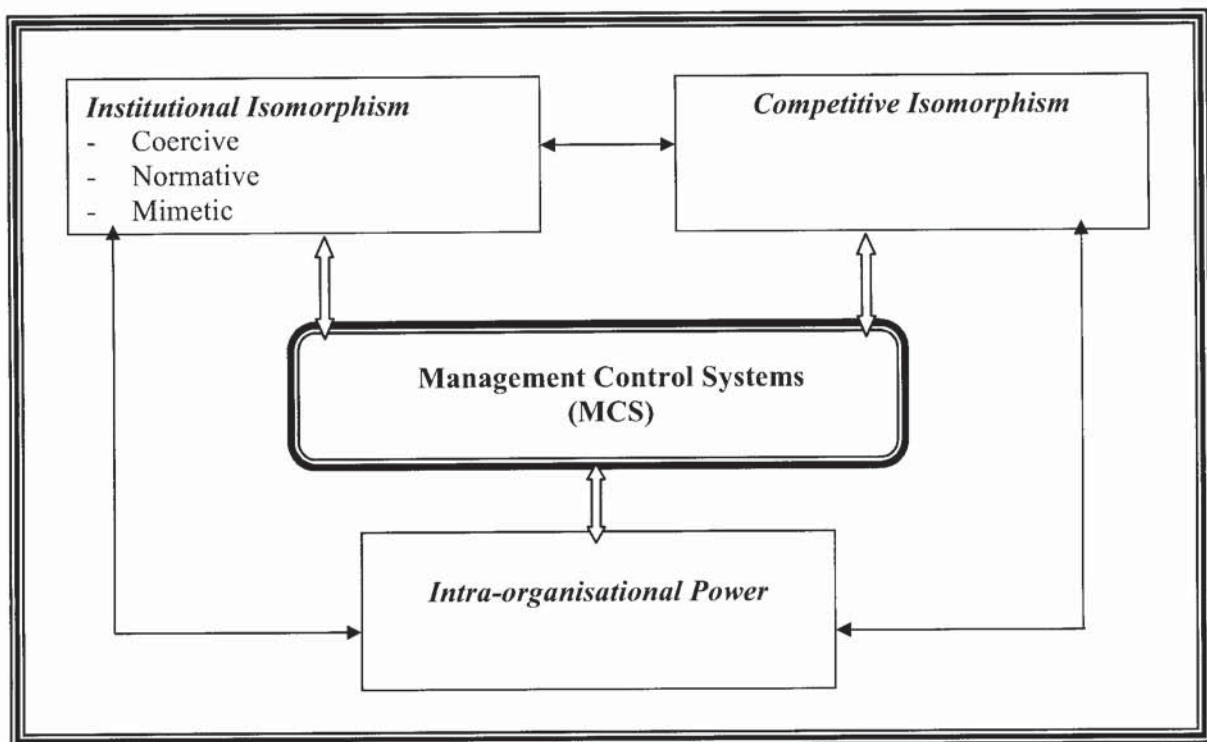 Institutional Isomorphism
- Coercive
- Normative
- Mimetic
Competitive Isomorphism
Management Control Systems
(MCS)
Intra-organisational Power